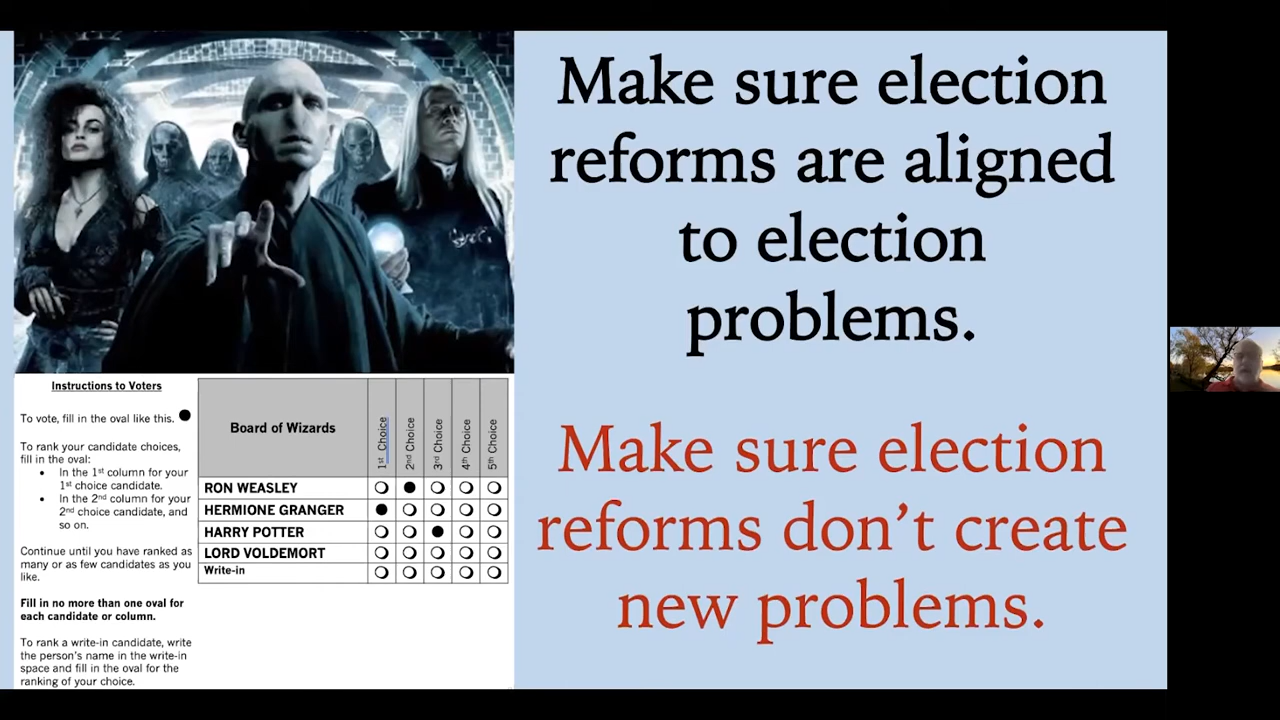 Make sure election
reforms are aligned
to election
problems.
Make sure election
reforms don't create
new problems.
Instructions to Voters
To vote, fill in the oval like this.
To rank your candidate choices,
fill in the oval:
• In the 1st column for your
1st choice candidate.
• In the 2nd column for your
2nd choice candidate, and
so on.
Continue until you have ranked as
many or as few candidates as you
like.
Fill in no more than one oval for
each candidate or column.
To rank a write-in candidate, write
the person's name in the write-in
space and fill in the oval for the
ranking of your choice.
Board of Wizards
1st Choice
2nd Choice
3rd Choice
4th Choice
5th Choice
RON WEASLEY
HERMIONE GRANGER
HARRY POTTER
LORD VOLDEMORT
Write-in